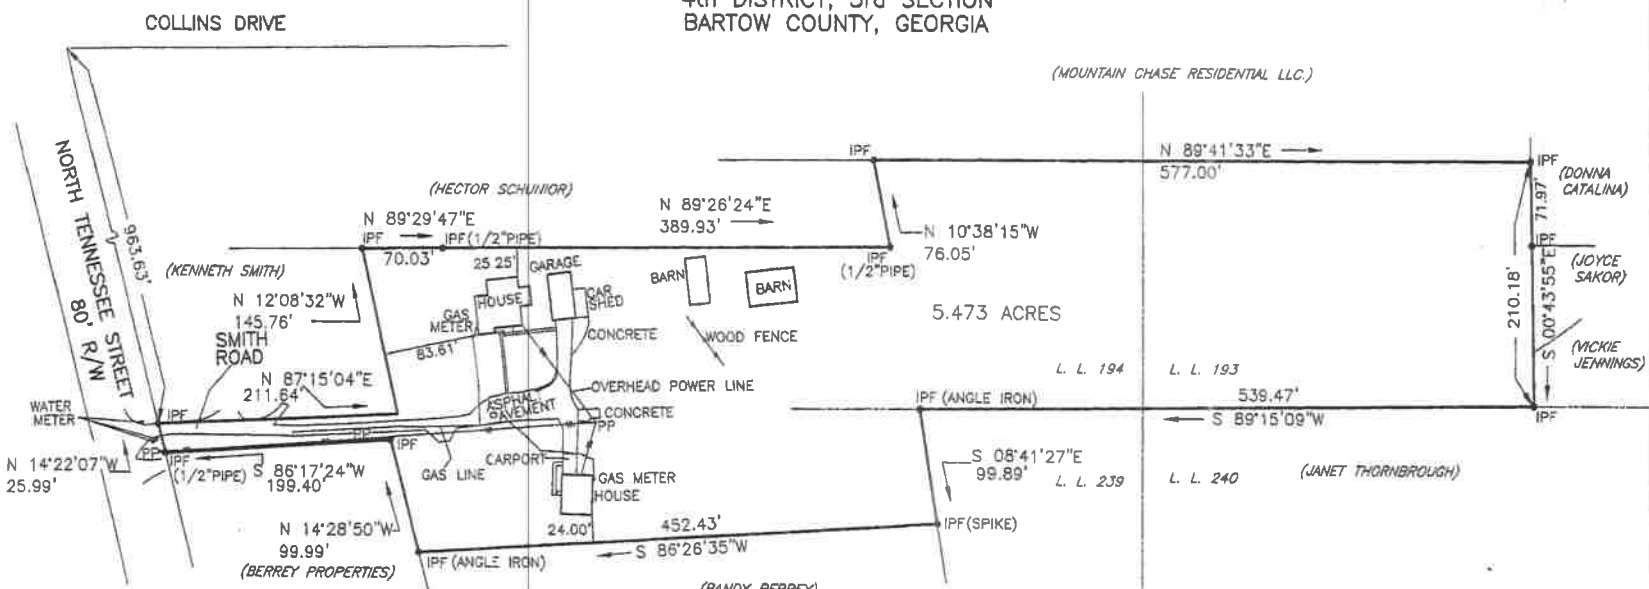 4th DISTRICT, 3rd SECTION
BARTOW COUNTY, GEORGIA
COLLINS DRIVE
(MOUNTAIN CHASE RESIDENTIAL LLC.)
NORTH TENNESSEE STREET
80' R/W
963.63'
(HECTOR SCHUNIOR)
N 89°29'47"E
70.03'
IPF
IPF(1/2"PIPE)
N 89°26'24"E
389.93'
IPF
N 10°38'15"W
76.05'
IPF
(1/2"PIPE)
N 89°41'33"E
577.00'
IPF
(DONNA
CATALINA)
71.97'
IPF
(JOYCE
SAKOR)
S 00°43'55"E
210.18'
(VICKIE
JENNINGS)
IPF
(KENNETH SMITH)
N 12°08'32"W
145.76'
SMITH
ROAD
N 87°15'04"E
211.64'
25.25'
GARAGE
HOUSE
CAR
SHED
GAS
METER
83.61'
CONCRETE
BARN
BARN
WOOD FENCE
5.473 ACRES
L. L. 194
L. L. 193
OVERHEAD POWER LINE
ASPHALT
PAVEMENT
CONCRETE
PP
WATER
METER
IPF
PP
PP
IPF
IPF
(1/2"PIPE)
N 14°22'07"W
25.99'
S 86°17'24"W
199.40'
GAS LINE
CARPORT
GAS METER
HOUSE
IPF (ANGLE IRON)
539.47'
S 89°15'09"W
S 08°41'27"E
99.89'
L. L. 239
L. L. 240
(JANET THORNBROUGH)
N 14°28'50"W
99.99'
(BERREY PROPERTIES)
24.00'
452.43'
S 86°26'35"W
IPF(SPIKE)
IPF (ANGLE IRON)
(RANDY BERREY)